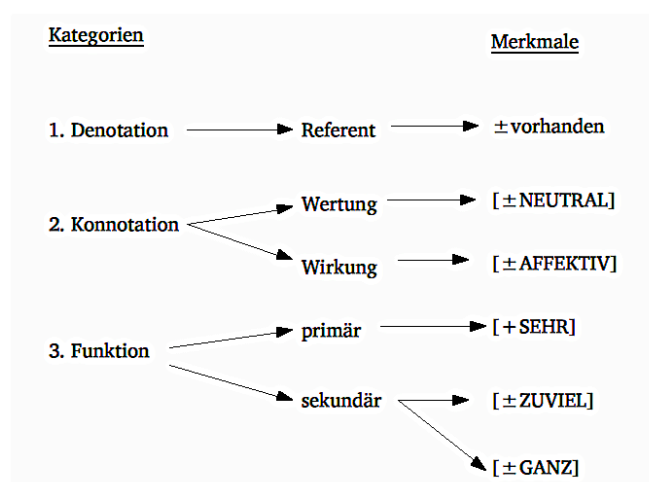 Kategorien Merkmale
1. Denotation Referent ±vorhanden
Wertung [±NEUTRAL]
2. Konnotation
Wirkung [±AFFEKTIV]
primär [+SEHR]
3. Funktion
sekundär [±ZUVIEL]
[±GANZ]